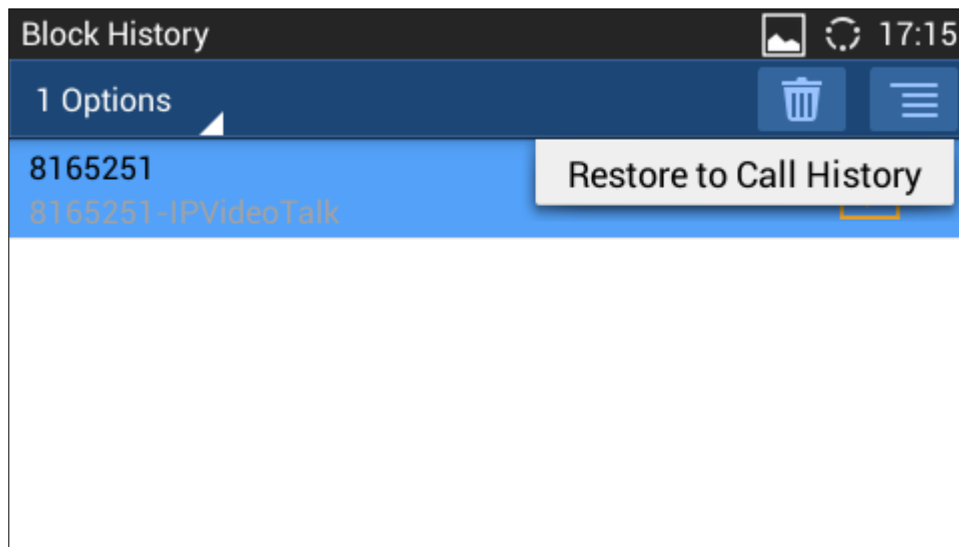 Block History
17:15
1 Options
8165251
Restore to Call History
8165251-IPVideoTalk